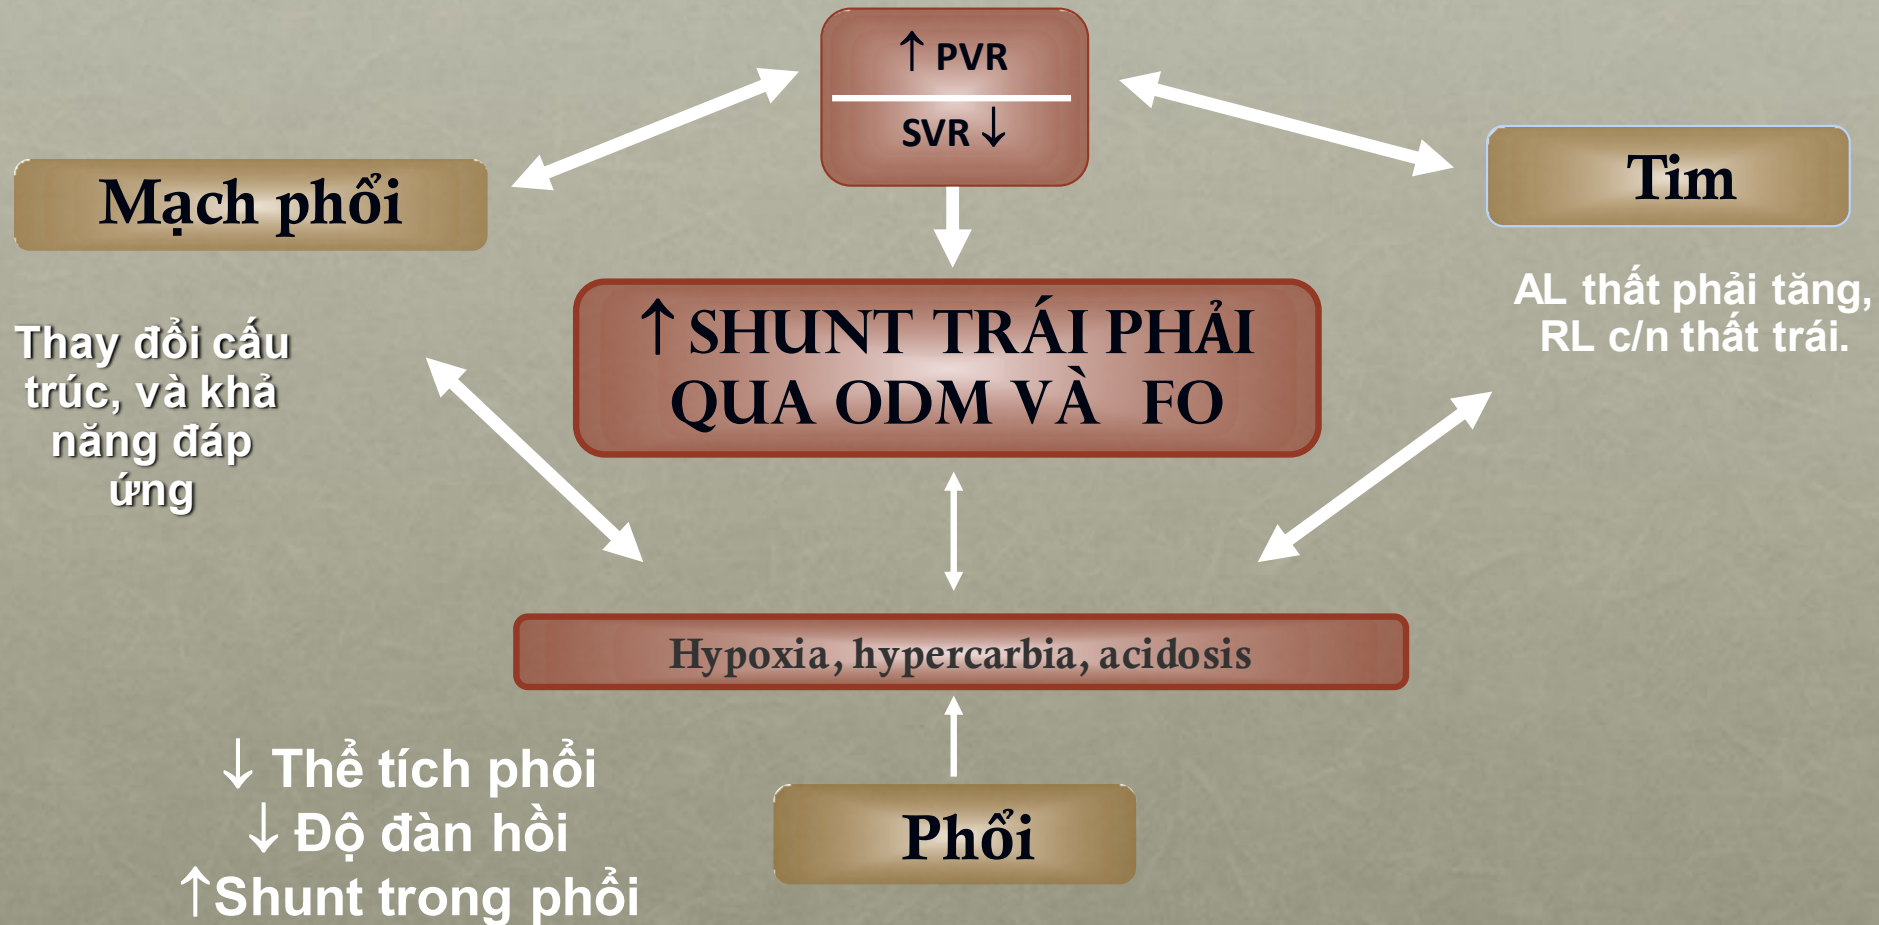 ↑ PVR
SVR ↓
Mạch phổi
Tim
Thay đổi cấu
trúc, và khả
năng đáp
ứng
↑ SHUNT TRÁI PHẢI
QUA ODM VÀ FO
AL thất phải tăng,
RL c/n thất trái.
Hypoxia, hypercarbia, acidosis
↓ Thể tích phổi
↓ Độ đàn hồi
↑Shunt trong phổi
Phổi